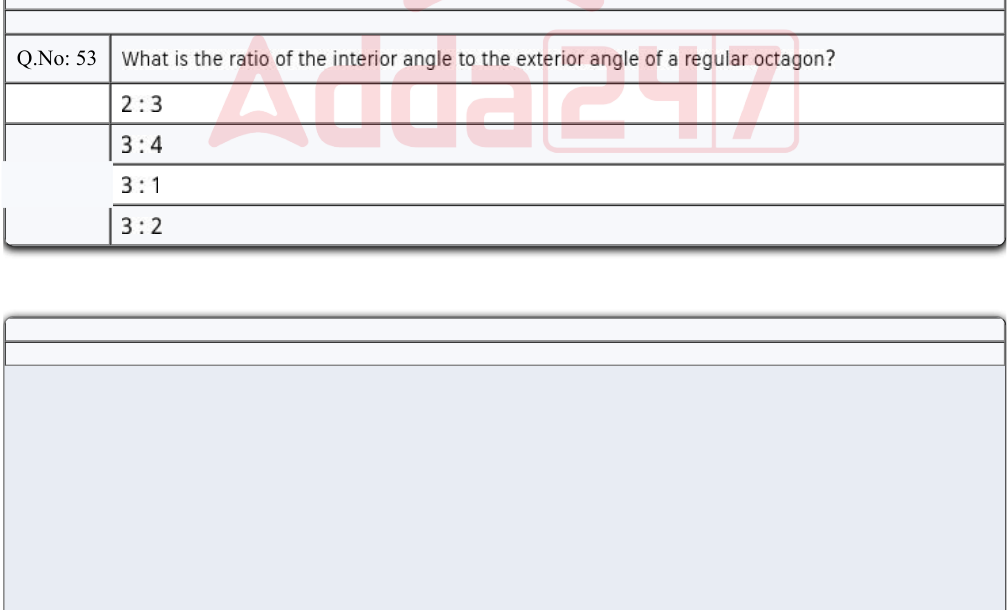 Q.No: 53 What is the ratio of the interior angle to the exterior angle of a regular octagon?
2 : 3
3 : 4
3 : 1
3 : 2
Adda247